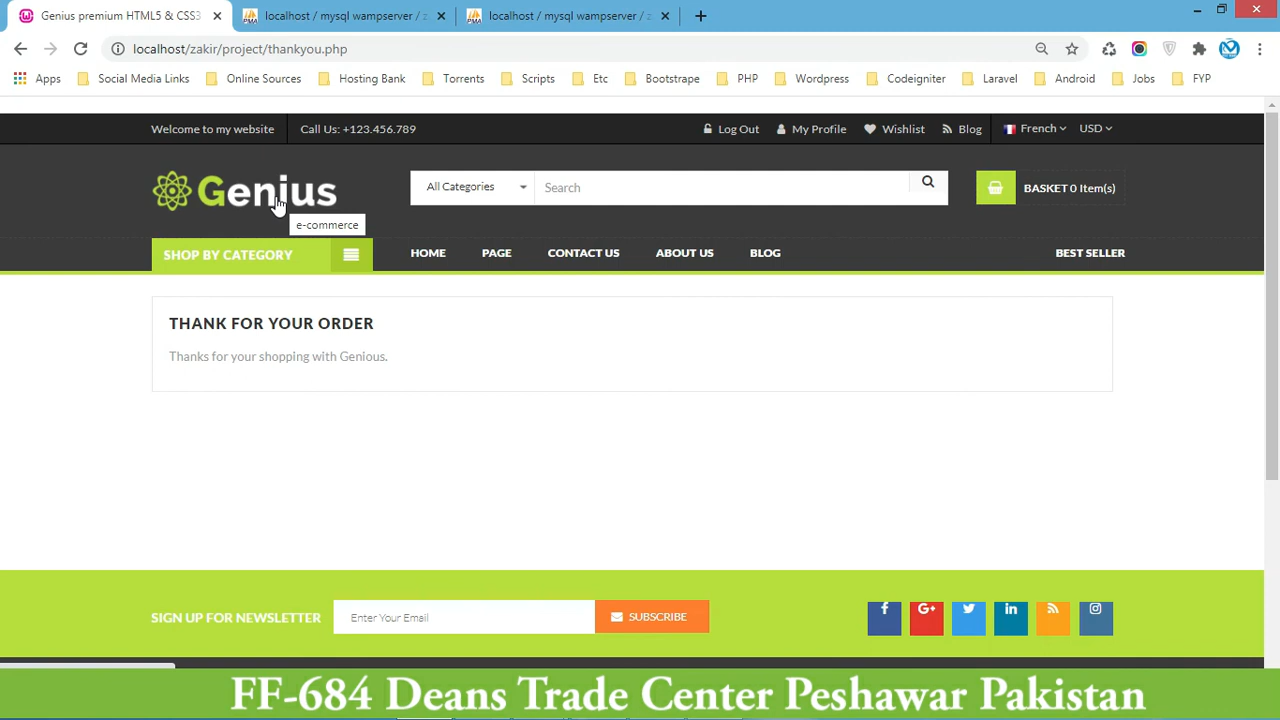 Genius premium HTML5 & CSS3
localhost / mysql wampserver / z
localhost / mysql wampserver / z
localhost/zakir/project/thankyou.php
Apps
Social Media Links
Online Sources
Hosting Bank
Torrents
Scripts
Etc
Bootstrape
PHP
Wordpress
Codeigniter
Laravel
Android
Jobs
FYP
Welcome to my website
Call Us: +123.456.789
Log Out
My Profile
Wishlist
Blog
French
USD
Genius
e-commerce
All Categories
Search
BASKET 0 Item(s)
SHOP BY CATEGORY
HOME
PAGE
CONTACT US
ABOUT US
BLOG
BEST SELLER
THANK FOR YOUR ORDER
Thanks for your shopping with Genious.
SIGN UP FOR NEWSLETTER
Enter Your Email
SUBSCRIBE
FF-684 Deans Trade Center Peshawar Pakistan